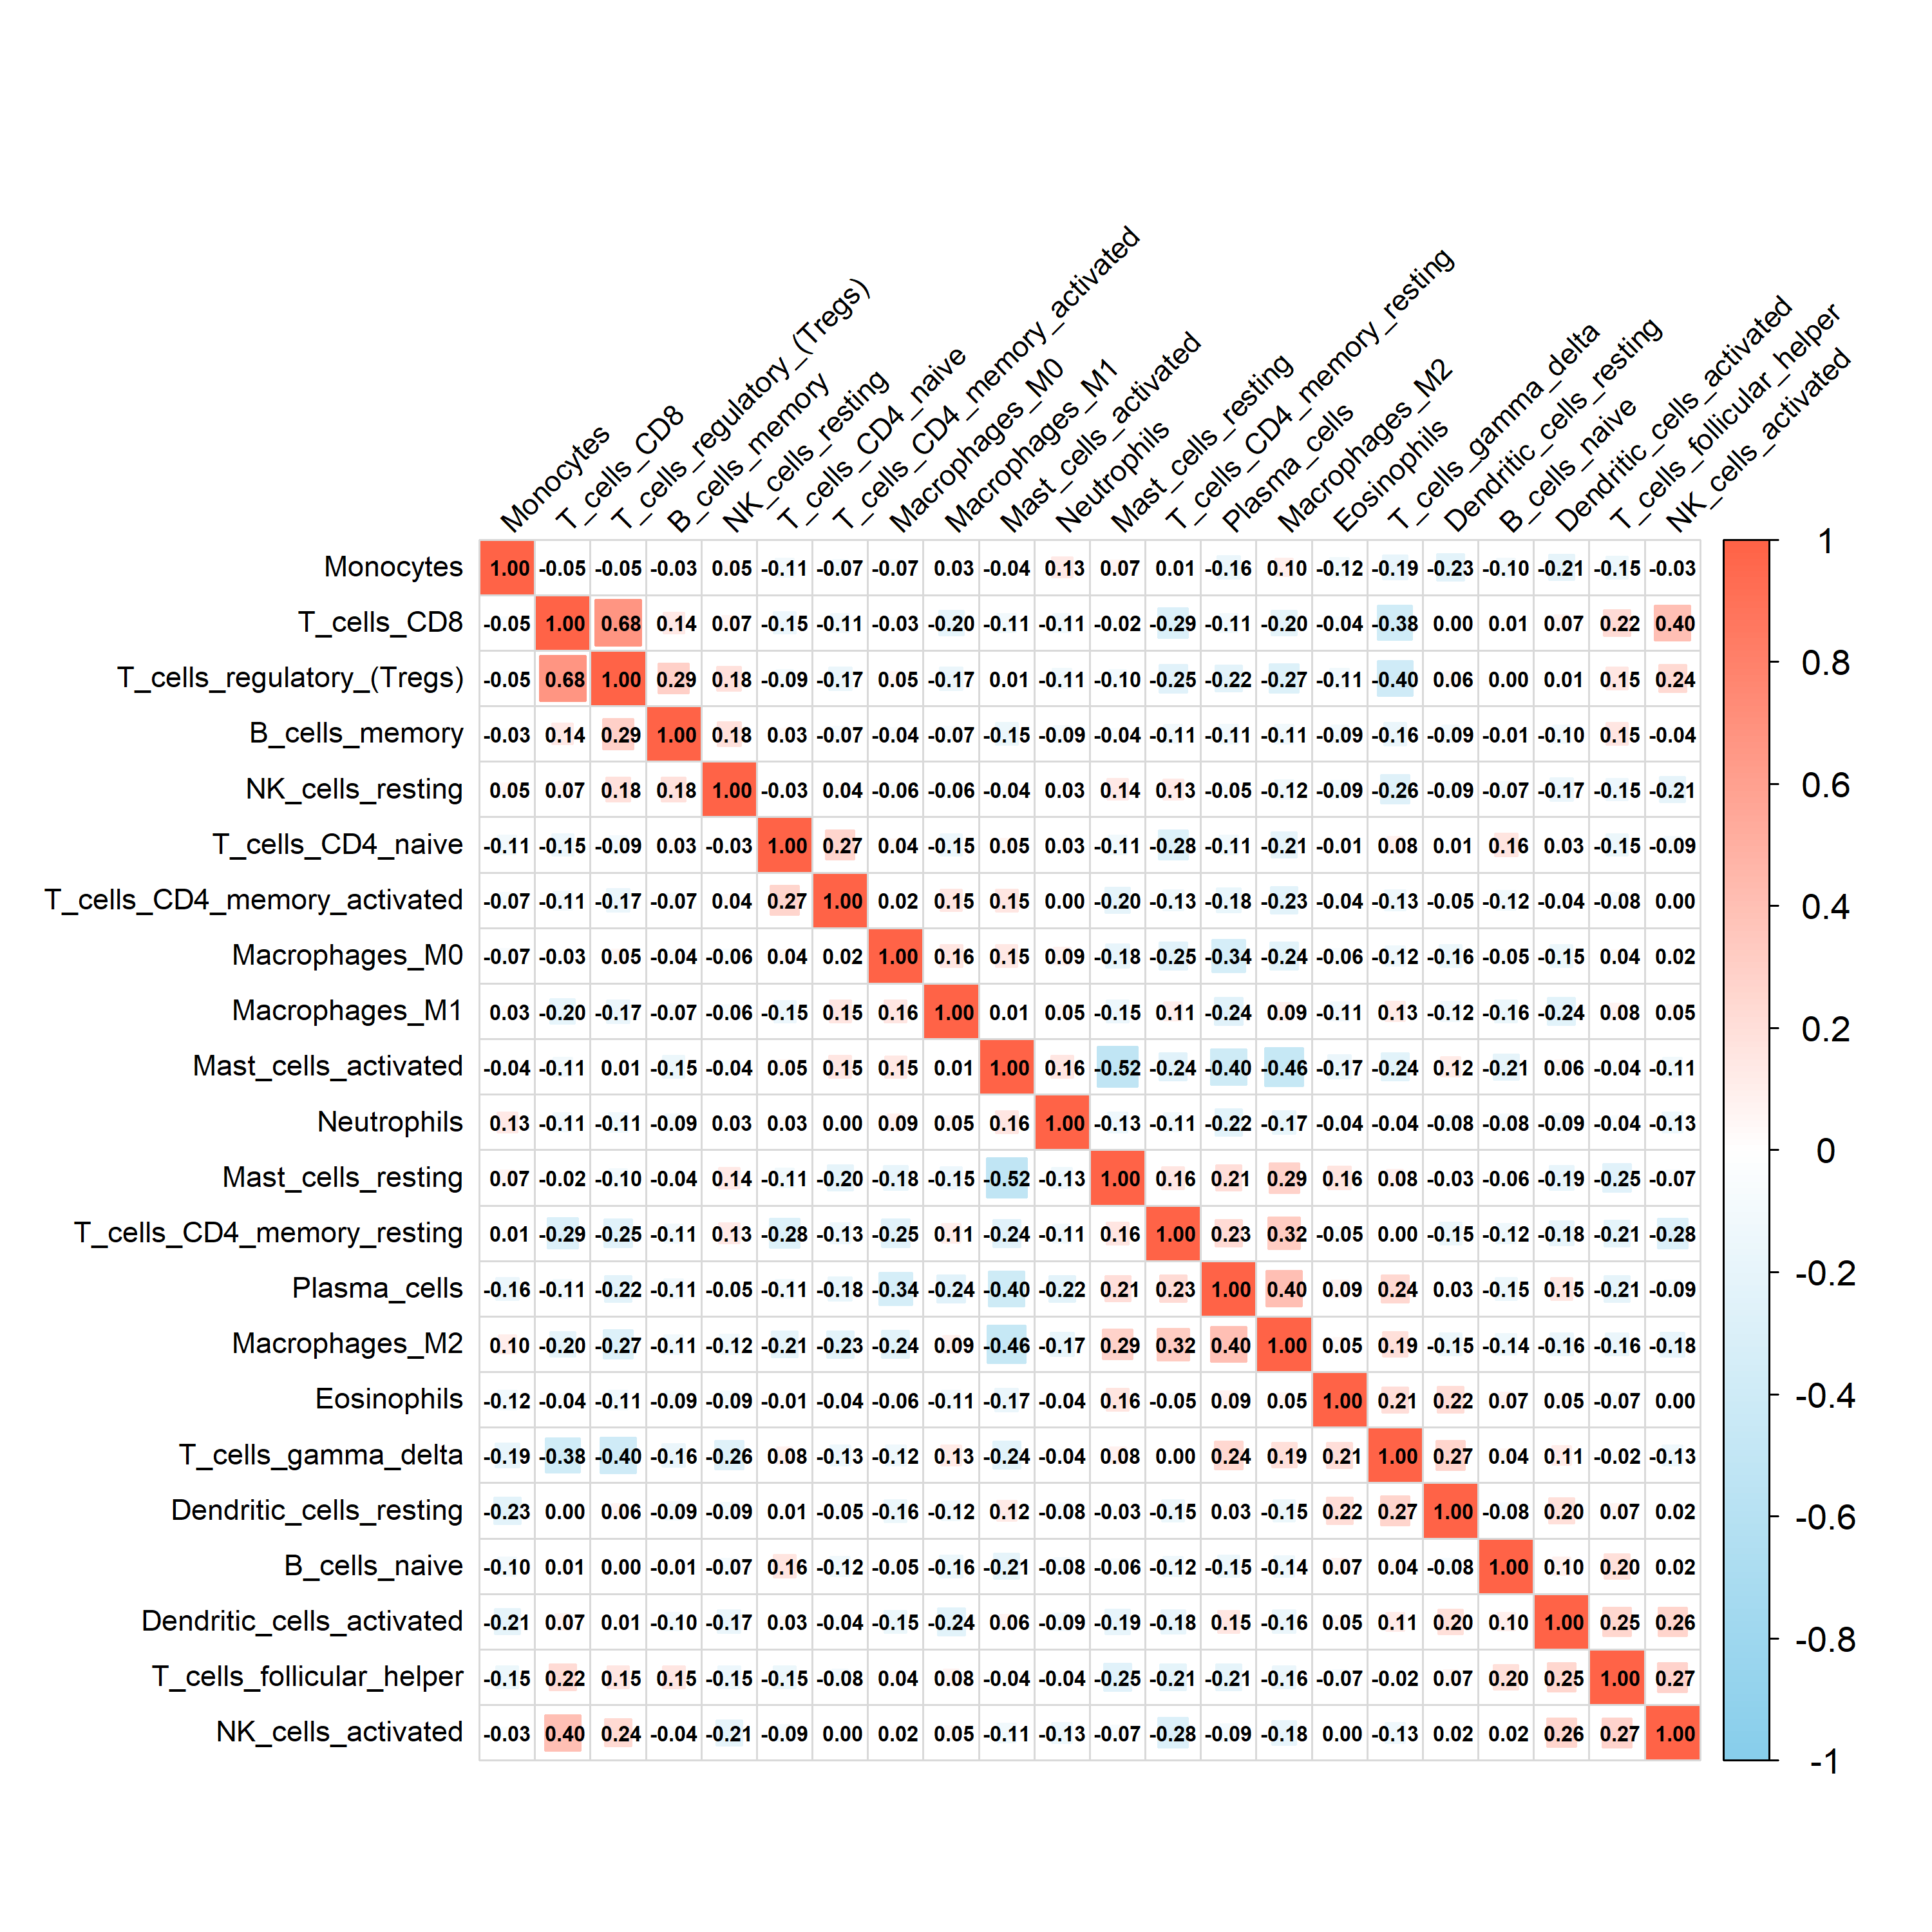 Monocytes
T_cells_CD8
T_cells_regulatory_(Tregs)
B_cells_memory
NK_cells_resting
T_cells_CD4_naive
T_cells_CD4_memory_activated
Macrophages_M0
Macrophages_M1
Mast_cells_activated
Neutrophils
Mast_cells_resting
T_cells_CD4_memory_resting
Plasma_cells
Macrophages_M2
Eosinophils
T_cells_gamma_delta
Dendritic_cells_resting
B_cells_naive
Dendritic_cells_activated
T_cells_follicular_helper
NK_cells_activated
Monocytes 1.00 -0.05 -0.05 -0.03 0.05 -0.11 -0.07 -0.07 0.03 -0.04 0.13 0.07 0.01 -0.16 0.10 -0.12 -0.19 -0.23 -0.10 -0.21 -0.15 -0.03
T_cells_CD8 -0.05 1.00 0.68 0.14 0.07 -0.15 -0.11 -0.03 -0.20 -0.11 -0.11 -0.02 -0.29 -0.11 -0.20 -0.04 -0.38 0.00 0.01 0.07 0.22 0.40
T_cells_regulatory_(Tregs) -0.05 0.68 1.00 0.29 0.18 -0.09 -0.17 0.05 -0.17 0.01 -0.11 -0.10 -0.25 -0.22 -0.27 -0.11 -0.40 0.06 0.00 0.01 0.15 0.24
B_cells_memory -0.03 0.14 0.29 1.00 0.18 0.03 -0.07 -0.04 -0.07 -0.15 -0.09 -0.04 -0.11 -0.11 -0.11 -0.09 -0.16 -0.09 -0.01 -0.10 0.15 -0.04
NK_cells_resting 0.05 0.07 0.18 0.18 1.00 -0.03 0.04 -0.06 -0.06 -0.04 0.03 0.14 0.13 -0.05 -0.12 -0.09 -0.26 -0.09 -0.07 -0.17 -0.15 -0.21
T_cells_CD4_naive -0.11 -0.15 -0.09 0.03 -0.03 1.00 0.27 0.04 -0.15 0.05 0.03 -0.11 -0.28 -0.11 -0.21 -0.01 0.08 0.01 0.16 0.03 -0.15 -0.09
T_cells_CD4_memory_activated -0.07 -0.11 -0.17 -0.07 0.04 0.27 1.00 0.02 0.15 0.15 0.00 -0.20 -0.13 -0.18 -0.23 -0.04 -0.13 -0.05 -0.12 -0.04 -0.08 0.00
Macrophages_M0 -0.07 -0.03 0.05 -0.04 -0.06 0.04 0.02 1.00 0.16 0.15 0.09 -0.18 -0.25 -0.34 -0.24 -0.06 -0.12 -0.16 -0.05 -0.15 0.04 0.02
Macrophages_M1 0.03 -0.20 -0.17 -0.07 -0.06 -0.15 0.15 0.16 1.00 0.01 0.05 -0.15 0.11 -0.24 0.09 -0.11 0.13 -0.12 -0.16 -0.24 0.08 0.05
Mast_cells_activated -0.04 -0.11 0.01 -0.15 -0.04 0.05 0.15 0.15 0.01 1.00 0.16 -0.52 -0.24 -0.40 -0.46 -0.17 -0.24 0.12 -0.21 0.06 -0.04 -0.11
Neutrophils 0.13 -0.11 -0.11 -0.09 0.03 0.03 0.00 0.09 0.05 0.16 1.00 -0.13 -0.11 -0.22 -0.17 -0.04 -0.04 -0.08 -0.08 -0.09 -0.04 -0.13
Mast_cells_resting 0.07 -0.02 -0.10 -0.04 0.14 -0.11 -0.20 -0.18 -0.15 -0.52 -0.13 1.00 0.16 0.21 0.29 0.16 0.08 -0.03 -0.06 -0.19 -0.25 -0.07
T_cells_CD4_memory_resting 0.01 -0.29 -0.25 -0.11 0.13 -0.28 -0.13 -0.25 0.11 -0.24 -0.11 0.16 1.00 0.23 0.32 -0.05 0.00 -0.15 -0.12 -0.18 -0.21 -0.28
Plasma_cells -0.16 -0.11 -0.22 -0.11 -0.05 -0.11 -0.18 -0.34 -0.24 -0.40 -0.22 0.21 0.23 1.00 0.40 0.09 0.24 0.03 -0.15 0.15 -0.21 -0.09
Macrophages_M2 0.10 -0.20 -0.27 -0.11 -0.12 -0.21 -0.23 -0.24 0.09 -0.46 -0.17 0.29 0.32 0.40 1.00 0.05 0.19 -0.15 -0.14 -0.16 -0.16 -0.18
Eosinophils -0.12 -0.04 -0.11 -0.09 -0.09 -0.01 -0.04 -0.06 -0.11 -0.17 -0.04 0.16 -0.05 0.09 0.05 1.00 0.21 0.22 0.07 0.05 -0.07 0.00
T_cells_gamma_delta -0.19 -0.38 -0.40 -0.16 -0.26 0.08 -0.13 -0.12 0.13 -0.24 -0.04 0.08 0.00 0.24 0.19 0.21 1.00 0.27 0.04 0.11 -0.02 -0.13
Dendritic_cells_resting -0.23 0.00 0.06 -0.09 -0.09 0.01 -0.05 -0.16 -0.12 0.12 -0.08 -0.03 -0.15 0.03 -0.15 0.22 0.27 1.00 -0.08 0.20 0.07 0.02
B_cells_naive -0.10 0.01 0.00 -0.01 -0.07 0.16 -0.12 -0.05 -0.16 -0.21 -0.08 -0.06 -0.12 -0.15 -0.14 0.07 0.04 -0.08 1.00 0.10 0.20 0.02
Dendritic_cells_activated -0.21 0.07 0.01 -0.10 -0.17 0.03 -0.04 -0.15 -0.24 0.06 -0.09 -0.19 -0.18 0.15 -0.16 0.05 0.11 0.20 0.10 1.00 0.25 0.26
T_cells_follicular_helper -0.15 0.22 0.15 0.15 -0.15 -0.15 -0.08 0.04 0.08 -0.04 -0.04 -0.25 -0.21 -0.21 -0.16 -0.07 -0.02 0.07 0.20 0.25 1.00 0.27
NK_cells_activated -0.03 0.40 0.24 -0.04 -0.21 -0.09 0.00 0.02 0.05 -0.11 -0.13 -0.07 -0.28 -0.09 -0.18 0.00 -0.13 0.02 0.02 0.26 0.27 1.00
1
0.8
0.6
0.4
0.2
0
-0.2
-0.4
-0.6
-0.8
-1